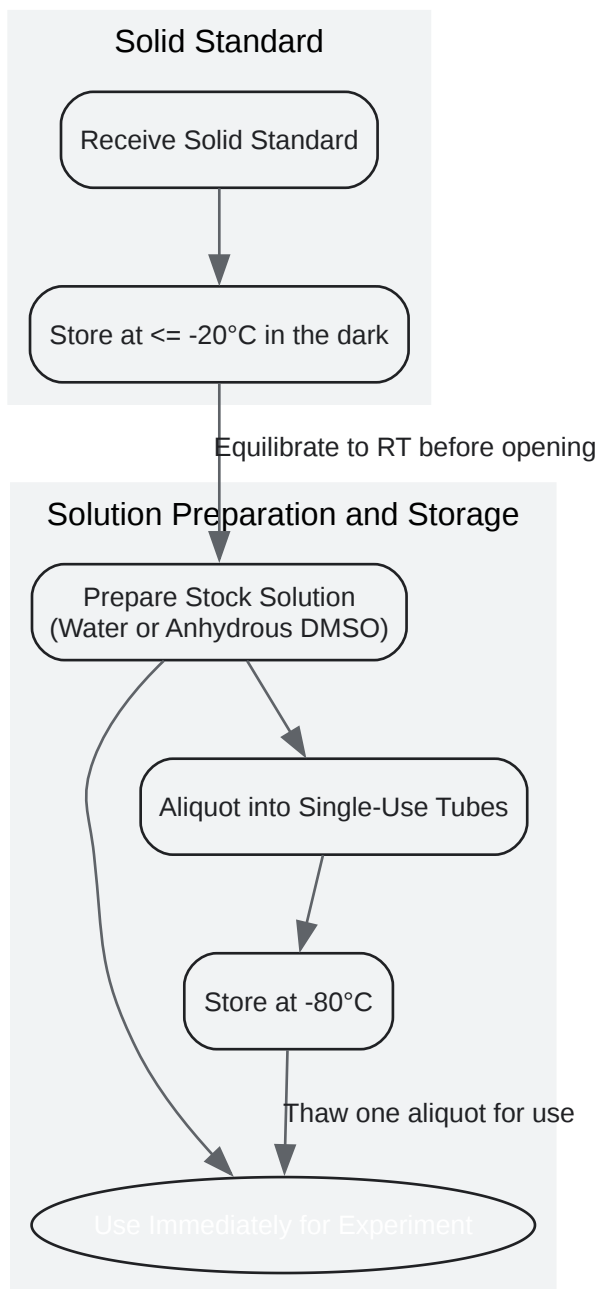 Solid Standard
Receive Solid Standard
Store at <= -20°C in the dark
Equilibrate to RT before opening
Solution Preparation and Storage
Prepare Stock Solution
(Water or Anhydrous DMSO)
Aliquot into Single-Use Tubes
Store at -80°C
Thaw one aliquot for use
Use Immediately for Experiment